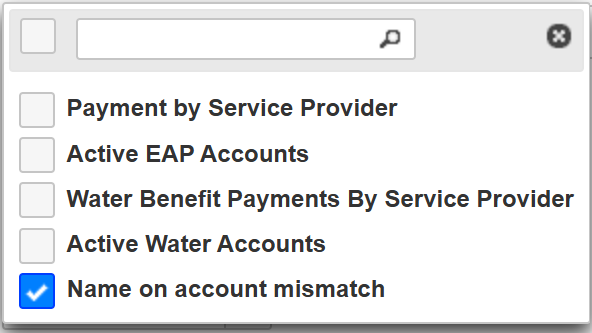 Payment by Service Provider
Active EAP Accounts
Water Benefit Payments By Service Provider
Active Water Accounts
Name on account mismatch